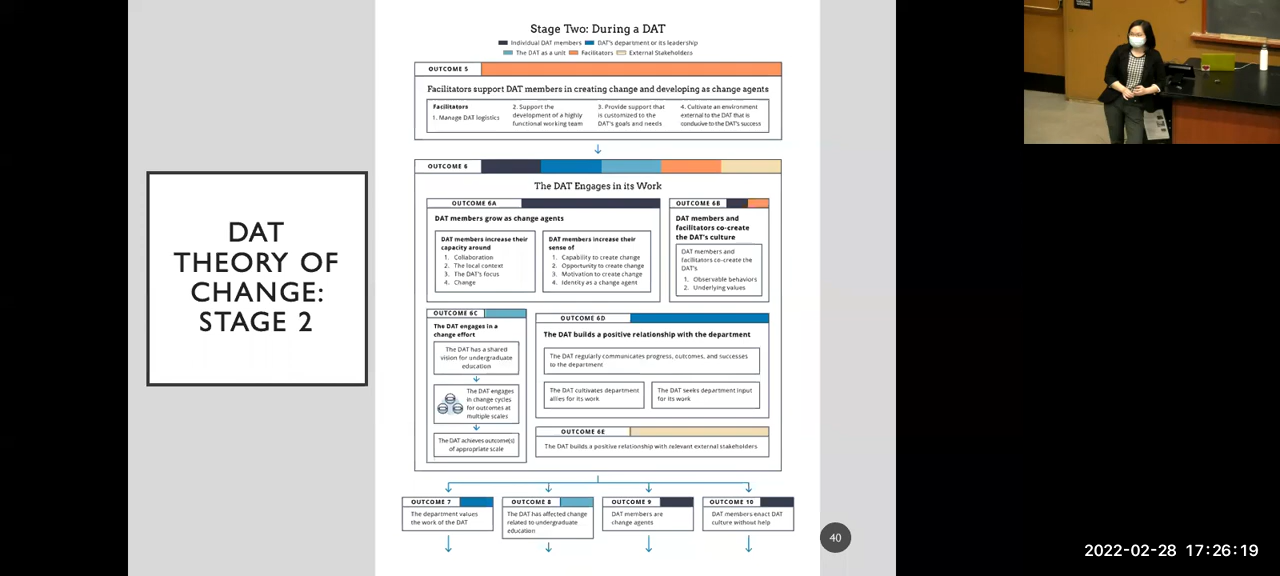 DAT
THEORY OF
CHANGE:
STAGE 2
Stage Two: During a DAT
Individual DAT members DAT's department or its leadership
The DAT as a unit Facilitators External Stakeholders
OUTCOME 5
Facilitators support DAT members in creating change and developing as change agents
Facilitators
1. Manage DAT logistics
2. Support the
development of a highly
functional working team
3. Provide support that
is customized to the
DAT's goals and needs
4. Cultivate an environment
external to the DAT that is
conducive to the DAT's success
OUTCOME 6
The DAT Engages in its Work
OUTCOME 6A
DAT members grow as change agents
DAT members increase their
capacity around
1. Collaboration
2. The local context
3. The DAT's focus
4. Change
DAT members increase their
sense of
1. Capability to create change
2. Opportunity to create change
3. Motivation to create change
4. Identity as a change agent
OUTCOME 6B
DAT members and
facilitators co-create
the DAT's culture
DAT members and
facilitators co-create the
DAT's
1. Observable behaviors
2. Underlying values
OUTCOME 6C
The DAT engages in a
change effort
The DAT has a shared
vision for undergraduate
education
The DAT engages
in change cycles
for outcomes at
multiple scales
The DAT achieves outcome(s)
of appropriate scale
OUTCOME 6D
The DAT builds a positive relationship with the department
The DAT regularly communicates progress, outcomes, and successes
to the department
The DAT cultivates department
allies for its work
The DAT seeks department input
for its work
OUTCOME 6E
The DAT builds a positive relationship with relevant external stakeholders
OUTCOME 7
The department values
the work of the DAT
OUTCOME 8
The DAT has affected change
related to undergraduate
education
OUTCOME 9
DAT members are
change agents
OUTCOME 10
DAT members enact DAT
culture without help
40
2022-02-28 17:26:19